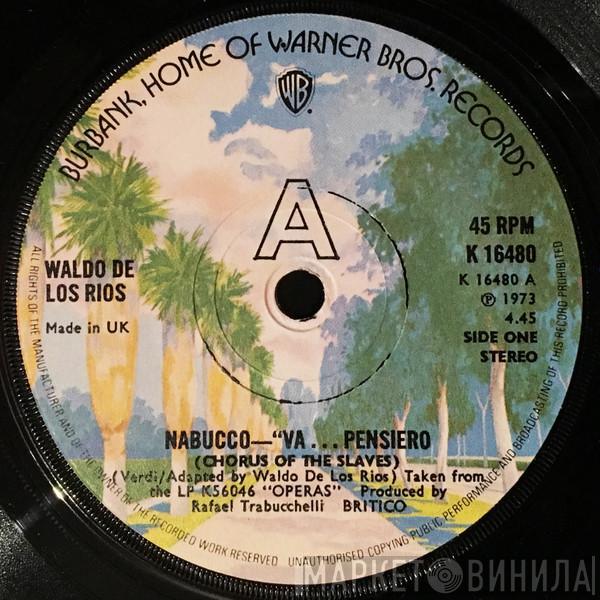 BURBANK, HOME OF WARNER BROS. RECORDS
WB.
A
WALDO DE
LOS RIOS
Made in UK
45 RPM
K 16480
K 16480 A
℗ 1973
4.45
SIDE ONE
STEREO
NABUCCO—"VA ... PENSIERO
(CHORUS OF THE SLAVES)
(Verdi/Adapted by Waldo De Los Rios) Taken from
the LP K56046 "OPERAS" Produced by
Rafael Trabucchelli BRITICO
ALL RIGHTS OF THE MANUFACTURER AND OF THE OWNER OF THE RECORDED WORK RESERVED UNAUTHORISED COPYING PUBLIC PERFORMANCE AND BROADCASTING OF THIS RECORD PROHIBITED
МАРКЕТ ВИНИЛА